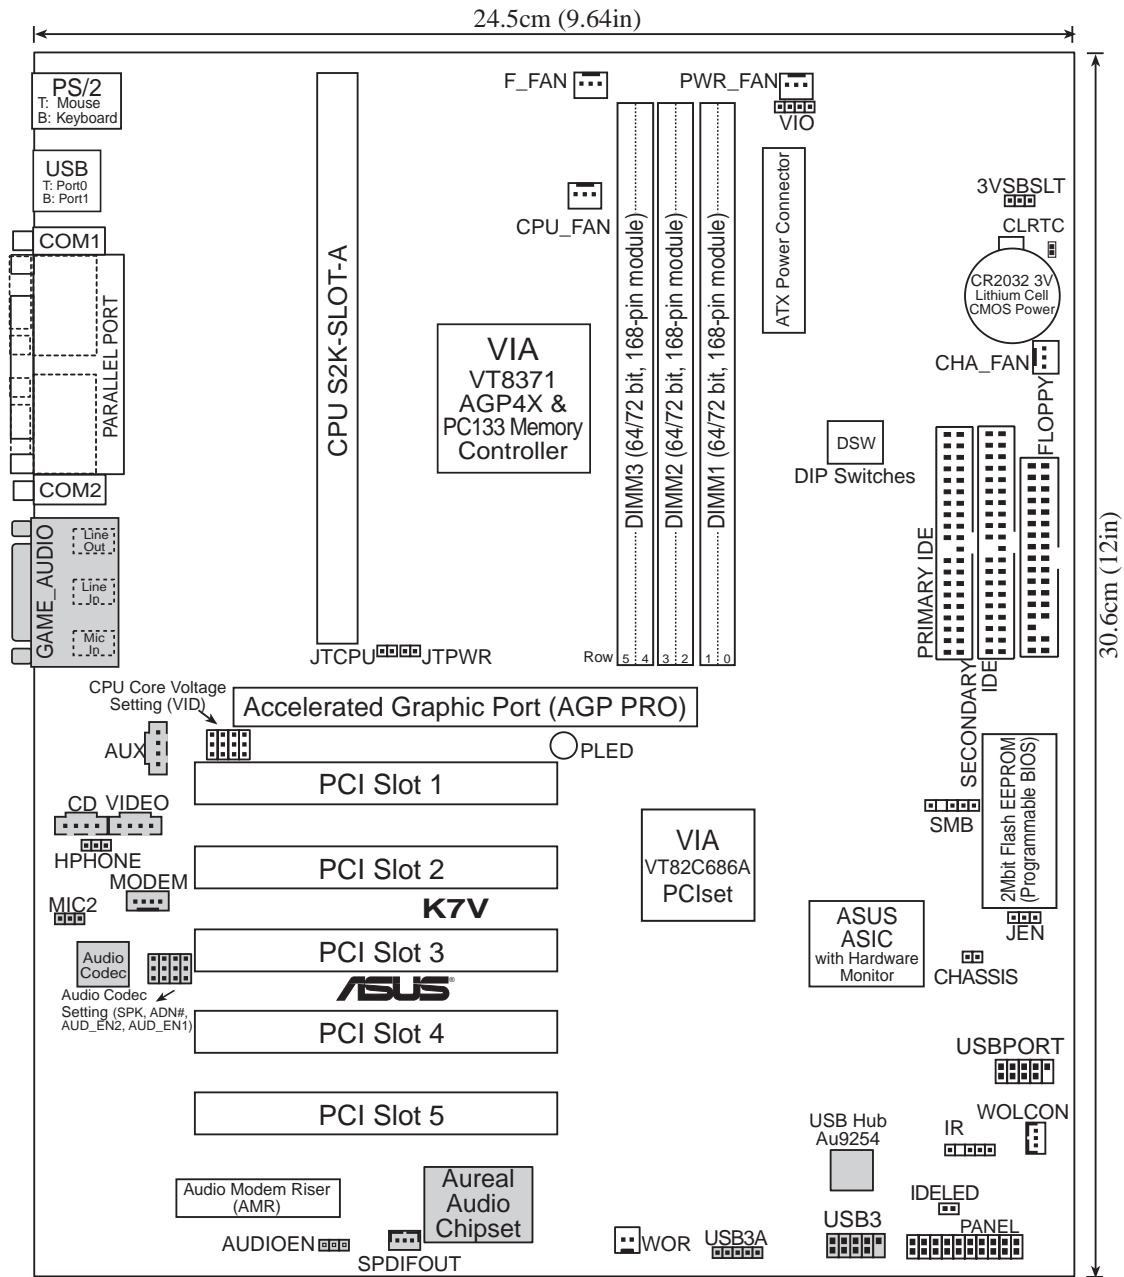 24.5cm (9.64in)
PS/2
T: Mouse
B: Keyboard
F_FAN
PWR_FAN
VIO
USB
T: Port0
B: Port1
CPU_FAN
ATX Power Connector
3VSBSLT
CLRTC
COM1
CR2032 3V
Lithium Cell
CMOS Power
PARALLEL PORT
CPU S2K-SLOT-A
VIA
VT8371
AGP4X &
PC133 Memory
Controller
DIMM3 (64/72 bit, 168-pin module)
DIMM2 (64/72 bit, 168-pin module)
DIMM1 (64/72 bit, 168-pin module)
CHA_FAN
FLOPPY
DSW
DIP Switches
COM2
GAME_AUDIO
Line
Out
Line
In
Mic
In
PRIMARY IDE
SECONDARY
IDE
30.6cm (12in)
JTCPU
JTPWR
Row
5 4
3 2
1 0
CPU Core Voltage
Setting (VID)
Accelerated Graphic Port (AGP PRO)
AUX
PLED
PCI Slot 1
CD
VIDEO
HPHONE
SMB
2Mbit Flash EEPROM
(Programmable BIOS)
VIA
VT82C686A
PCIset
PCI Slot 2
MODEM
MIC2
K7V
JEN
ASUS
ASIC
with Hardware
Monitor
CHASSIS
Audio
Codec
PCI Slot 3
ASUS®
Audio Codec
Setting (SPK, ADN#,
AUD_EN2, AUD_EN1)
PCI Slot 4
USBPORT
PCI Slot 5
USB Hub
Au9254
IR
WOLCON
Audio Modem Riser
(AMR)
Aureal
Audio
Chipset
IDELED
USB3
PANEL
AUDIOEN
SPDIFOUT
WOR
USB3A